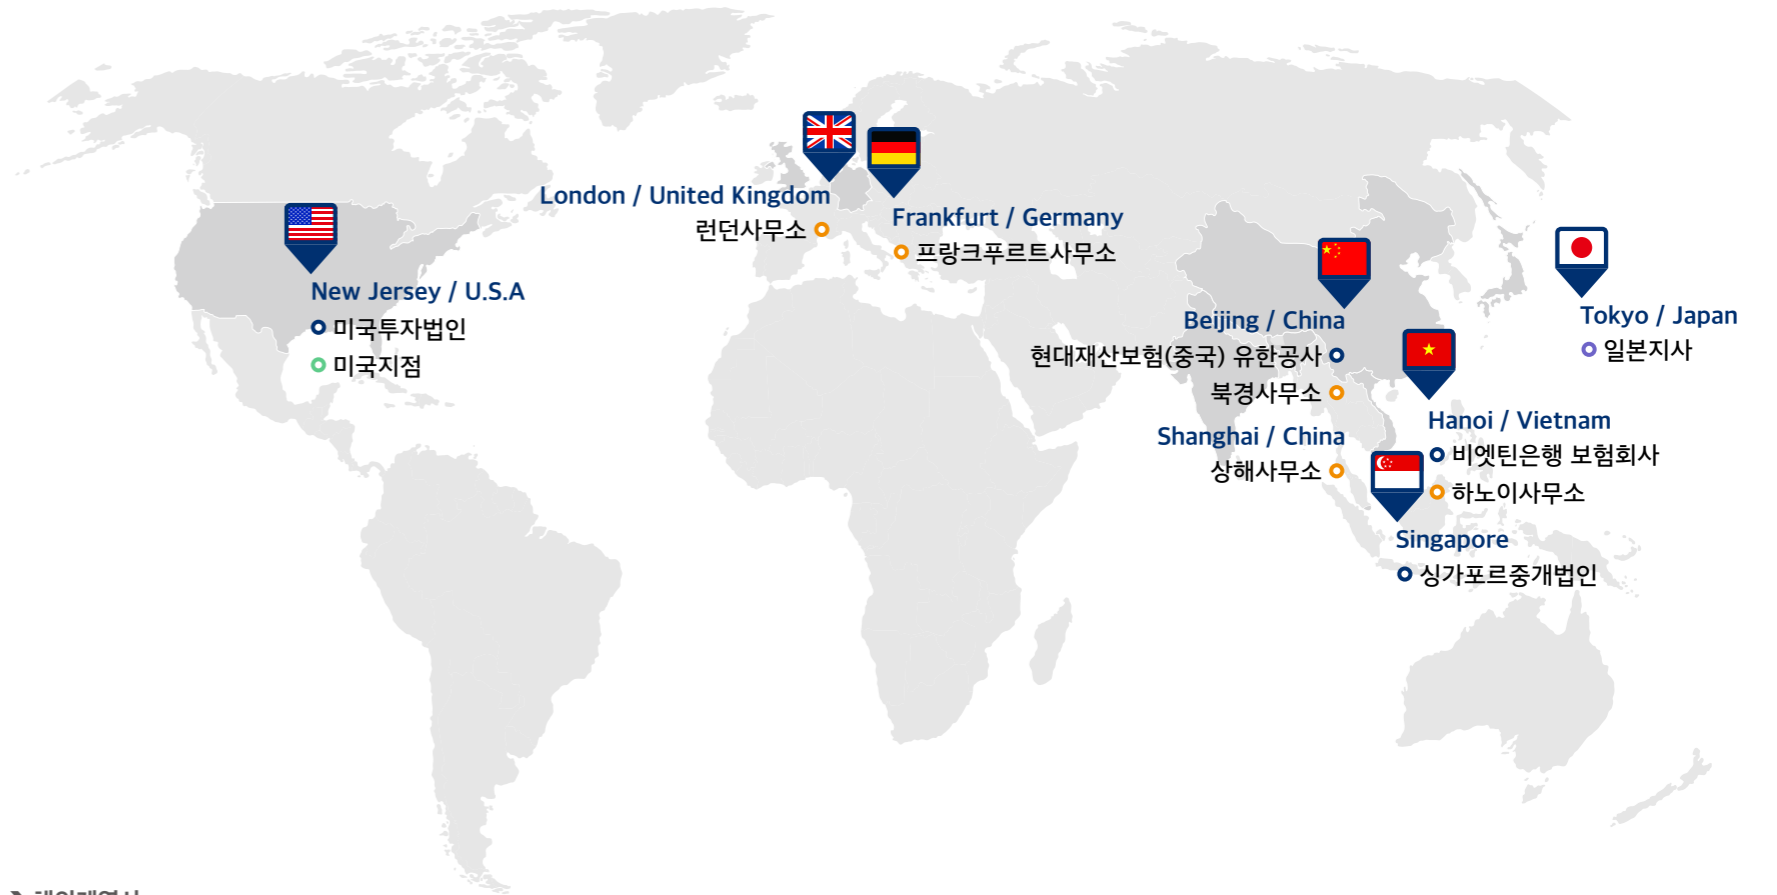 London / United Kingdom
런던사무소
Frankfurt / Germany
프랑크푸르트사무소
New Jersey / U.S.A
미국투자법인
미국지점
Beijing / China
현대재산보험(중국) 유한공사
북경사무소
Shanghai / China
상해사무소
Tokyo / Japan
일본지사
Hanoi / Vietnam
비엣틴은행 보험회사
하노이사무소
Singapore
싱가포르중개법인